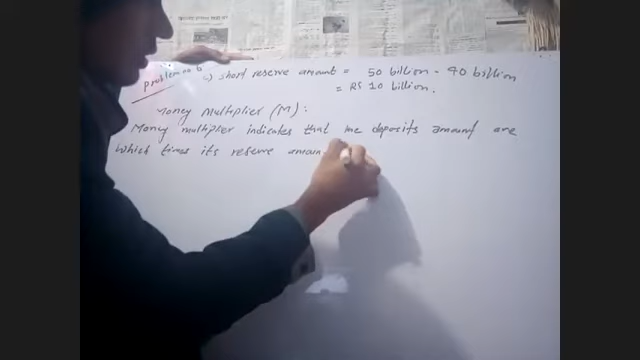 problem no 6 c) short reserve amount = 50 billion - 40 billion
= RS 10 billion.
Money Multiplier (M):
Money multiplier indicates that the deposits amount are
which times its reserve amoun